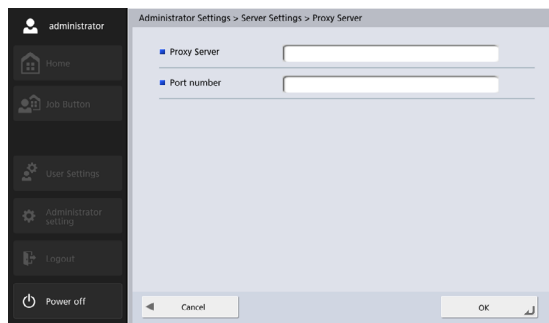 administrator
Administrator Settings > Server Settings > Proxy Server
Home
Job Button
User Settings
Administrator
setting
Logout
Power off
Proxy Server
Port number
Cancel
OK